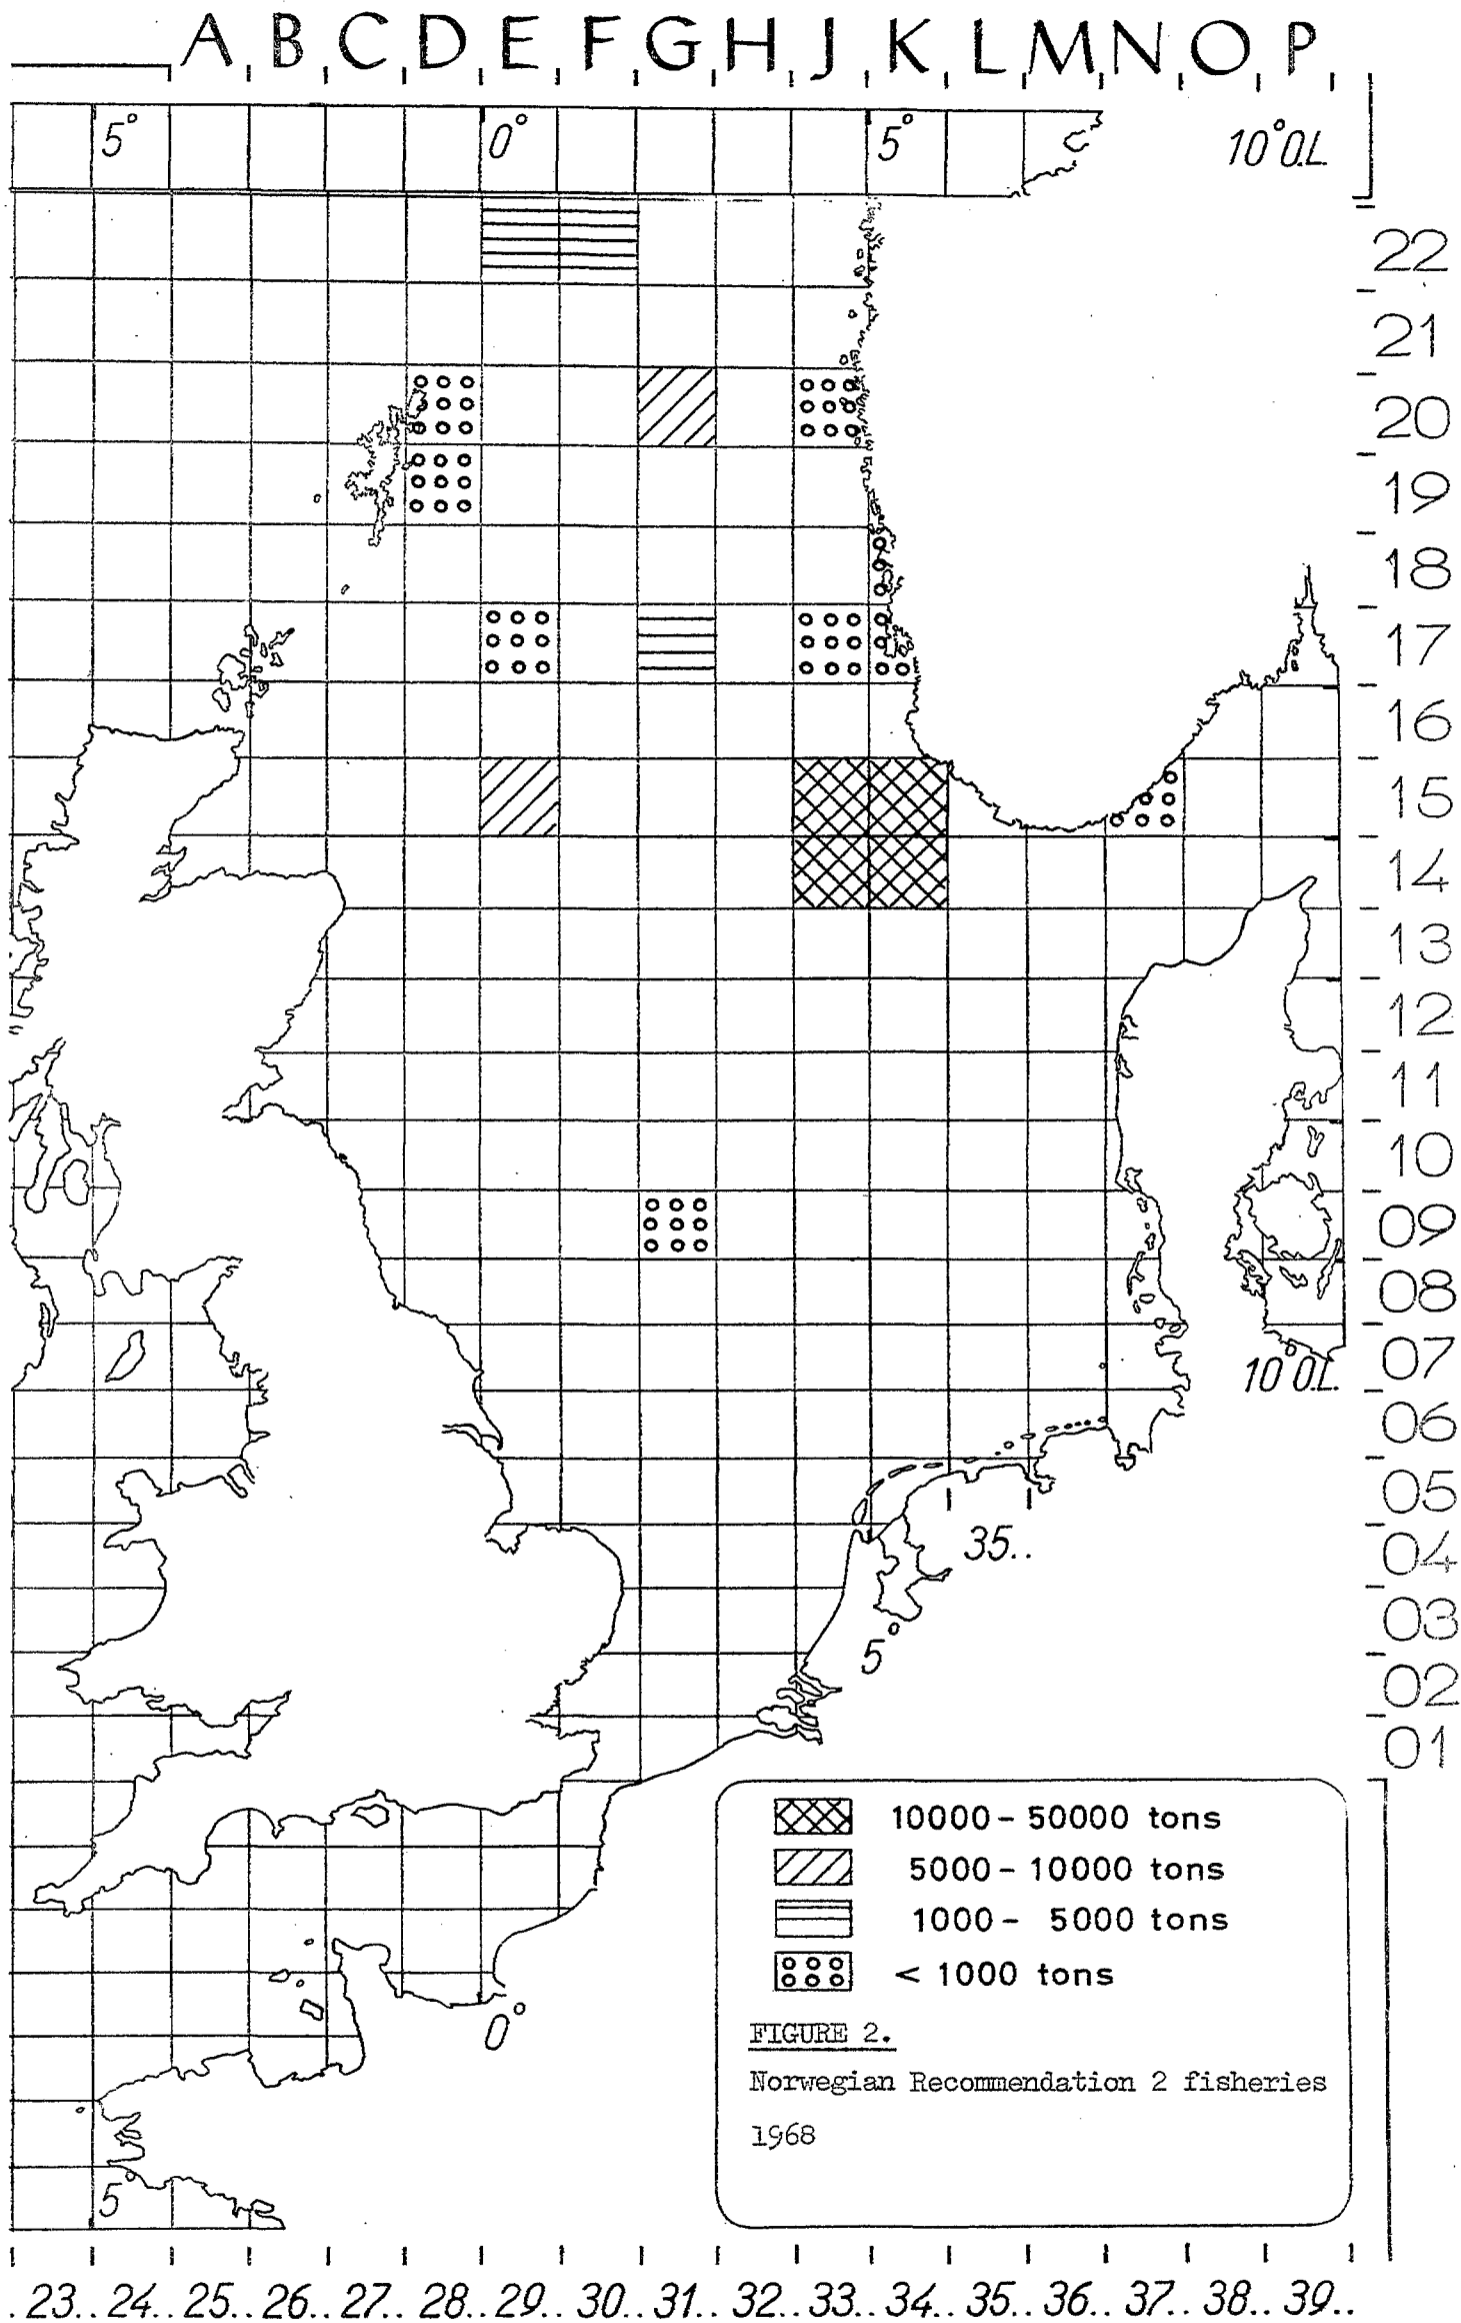 A B C D E F G H J K L M N O P
5° 0° 5° 10° O.L.
22
21
20
19
18
17
16
15
14
13
12
11
10
09
08
07
10° O.L.
06
05
35..
04
03
5°
02
01
10000 - 50000 tons
5000 - 10000 tons
1000 - 5000 tons
< 1000 tons
0°
FIGURE 2.
Norwegian Recommendation 2 fisheries
1968
5°
. 23.. 24.. 25.. 26.. 27.. 28.. 29.. 30.. 31.. 32.. 33.. 34.. 35.. 36.. 37.. 38.. 39..